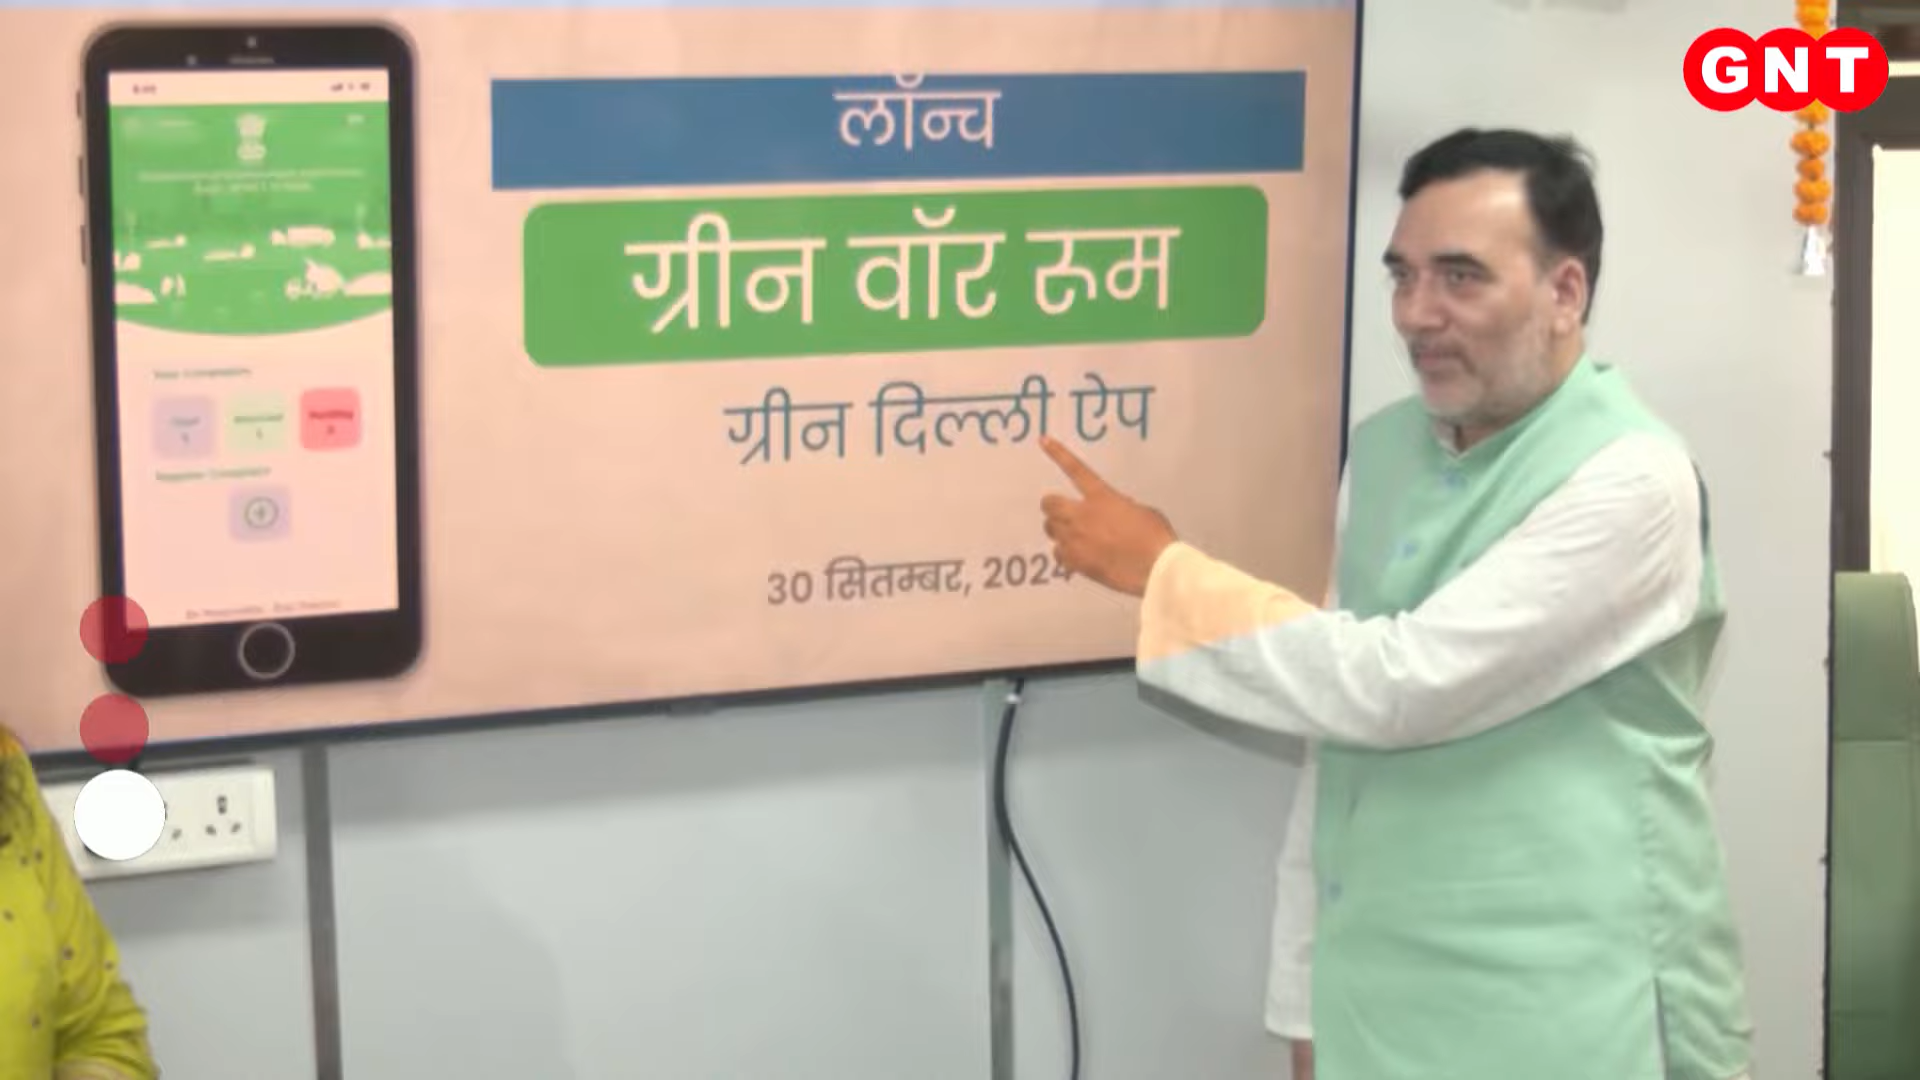 GNT
लॉन्च
ग्रीन वॉर रूम
ग्रीन दिल्ली ऐप
30 सितम्बर, 2024